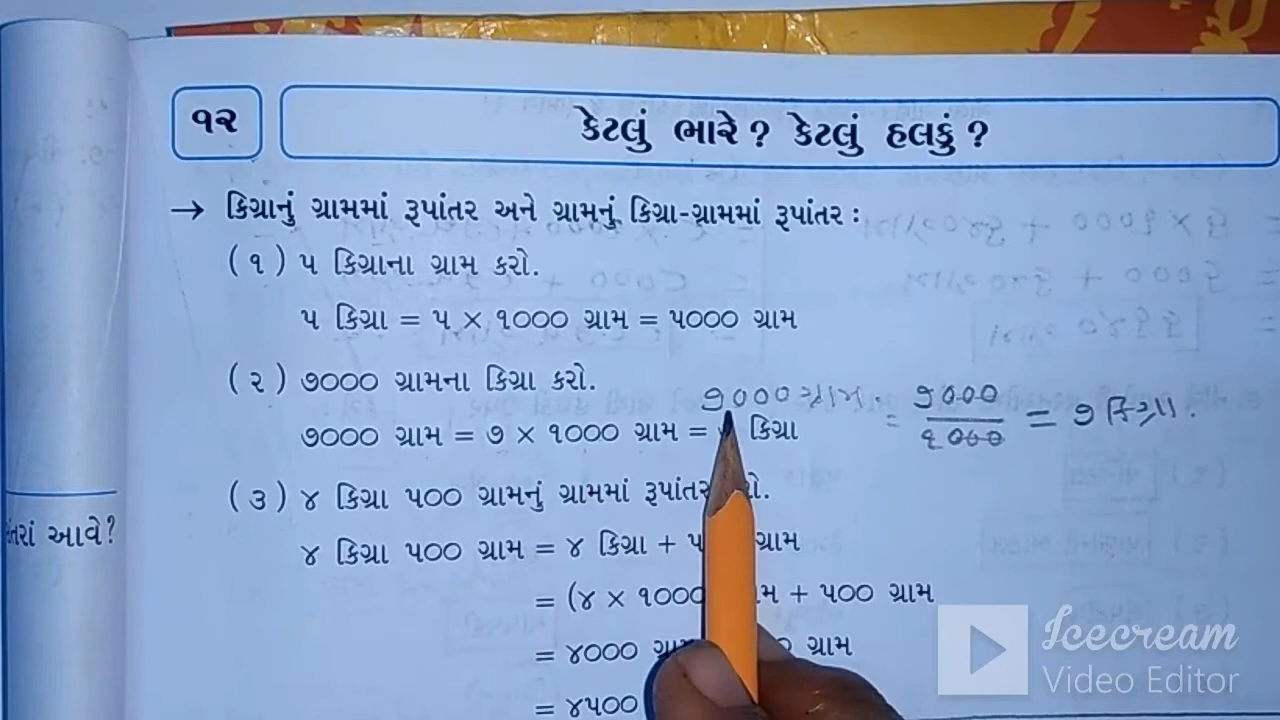 ૧૨
કેટલું ભારે ? કેટલું હલકું ?
→ કિગ્રાનું ગ્રામમાં રૂપાંતર અને ગ્રામનું કિગ્રા-ગ્રામમાં રૂપાંતર :
(૧) ૫ કિગ્રાના ગ્રામ કરો.
૫ કિગ્રા = ૫ × ૧૦૦૦ ગ્રામ = ૫૦૦૦ ગ્રામ
(૨) ૭૦૦૦ ગ્રામના કિગ્રા કરો.
૭૦૦૦ ગ્રામ = ૭ × ૧૦૦૦ ગ્રામ = કિગ્રા
૭૦૦૦ ગ્રામ = ૭૦૦૦ / ૧૦૦૦ = ૭ કિગ્રા.
(૩) ૪ કિગ્રા ૫૦૦ ગ્રામનું ગ્રામમાં
૪ કિગ્રા ૫૦૦ ગ્રામ = ૪ કિગ્રા + ગ્રામ
= (૪ × ૧૦૦૦ + ૫૦૦ ગ્રામ
= ૪૦૦૦ ગ્રામ
= ૪૫૦૦
આવે?
Icecream
Video Editor